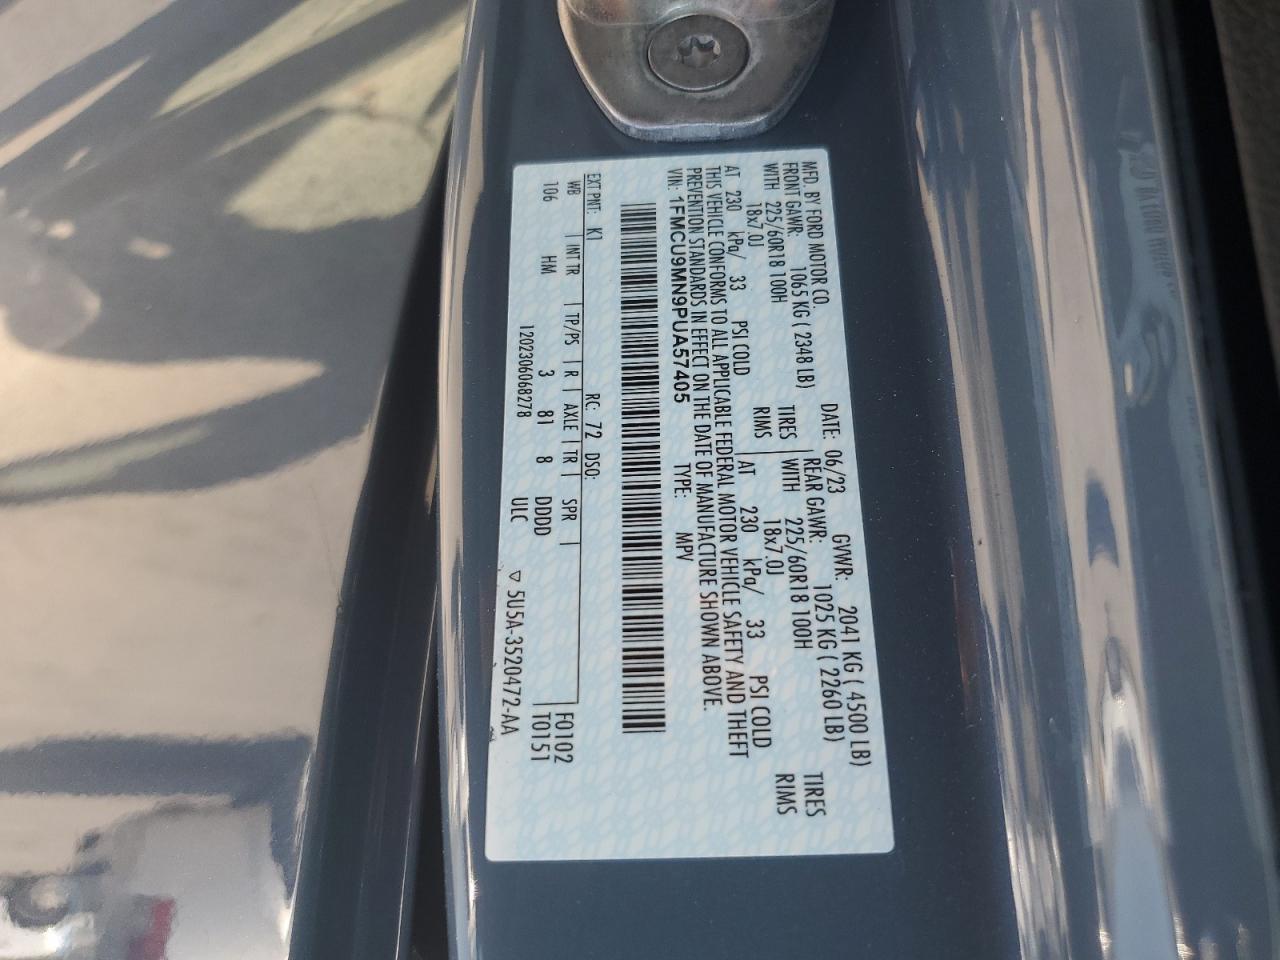 MFD. BY FORD MOTOR CO.
DATE: 06/23 GVWR: 2041 KG ( 4500 LB)
FRONT GAWR: 1065 KG ( 2348 LB) REAR GAWR: 1025 KG ( 2260 LB)
WITH 225/60R18 100H TIRES WITH 225/60R18 100H TIRES
18x7.0J RIMS 18x7.0J RIMS
AT 230 kPa/ 33 PSI COLD AT 230 kPa/ 33 PSI COLD
THIS VEHICLE CONFORMS TO ALL APPLICABLE FEDERAL MOTOR VEHICLE SAFETY AND THEFT
PREVENTION STANDARDS IN EFFECT ON THE DATE OF MANUFACTURE SHOWN ABOVE.
VIN: 1FMCU9MN9PUA57405 TYPE: MPV
EXT PNT: K1 RC: 72 DSO:
WB INT TR TP/PS R AXLE TR SPR F0102
106 HM 3 81 8 DDDD T0151
1202306068278 ULC ▽ 5U5A-3520472-AA